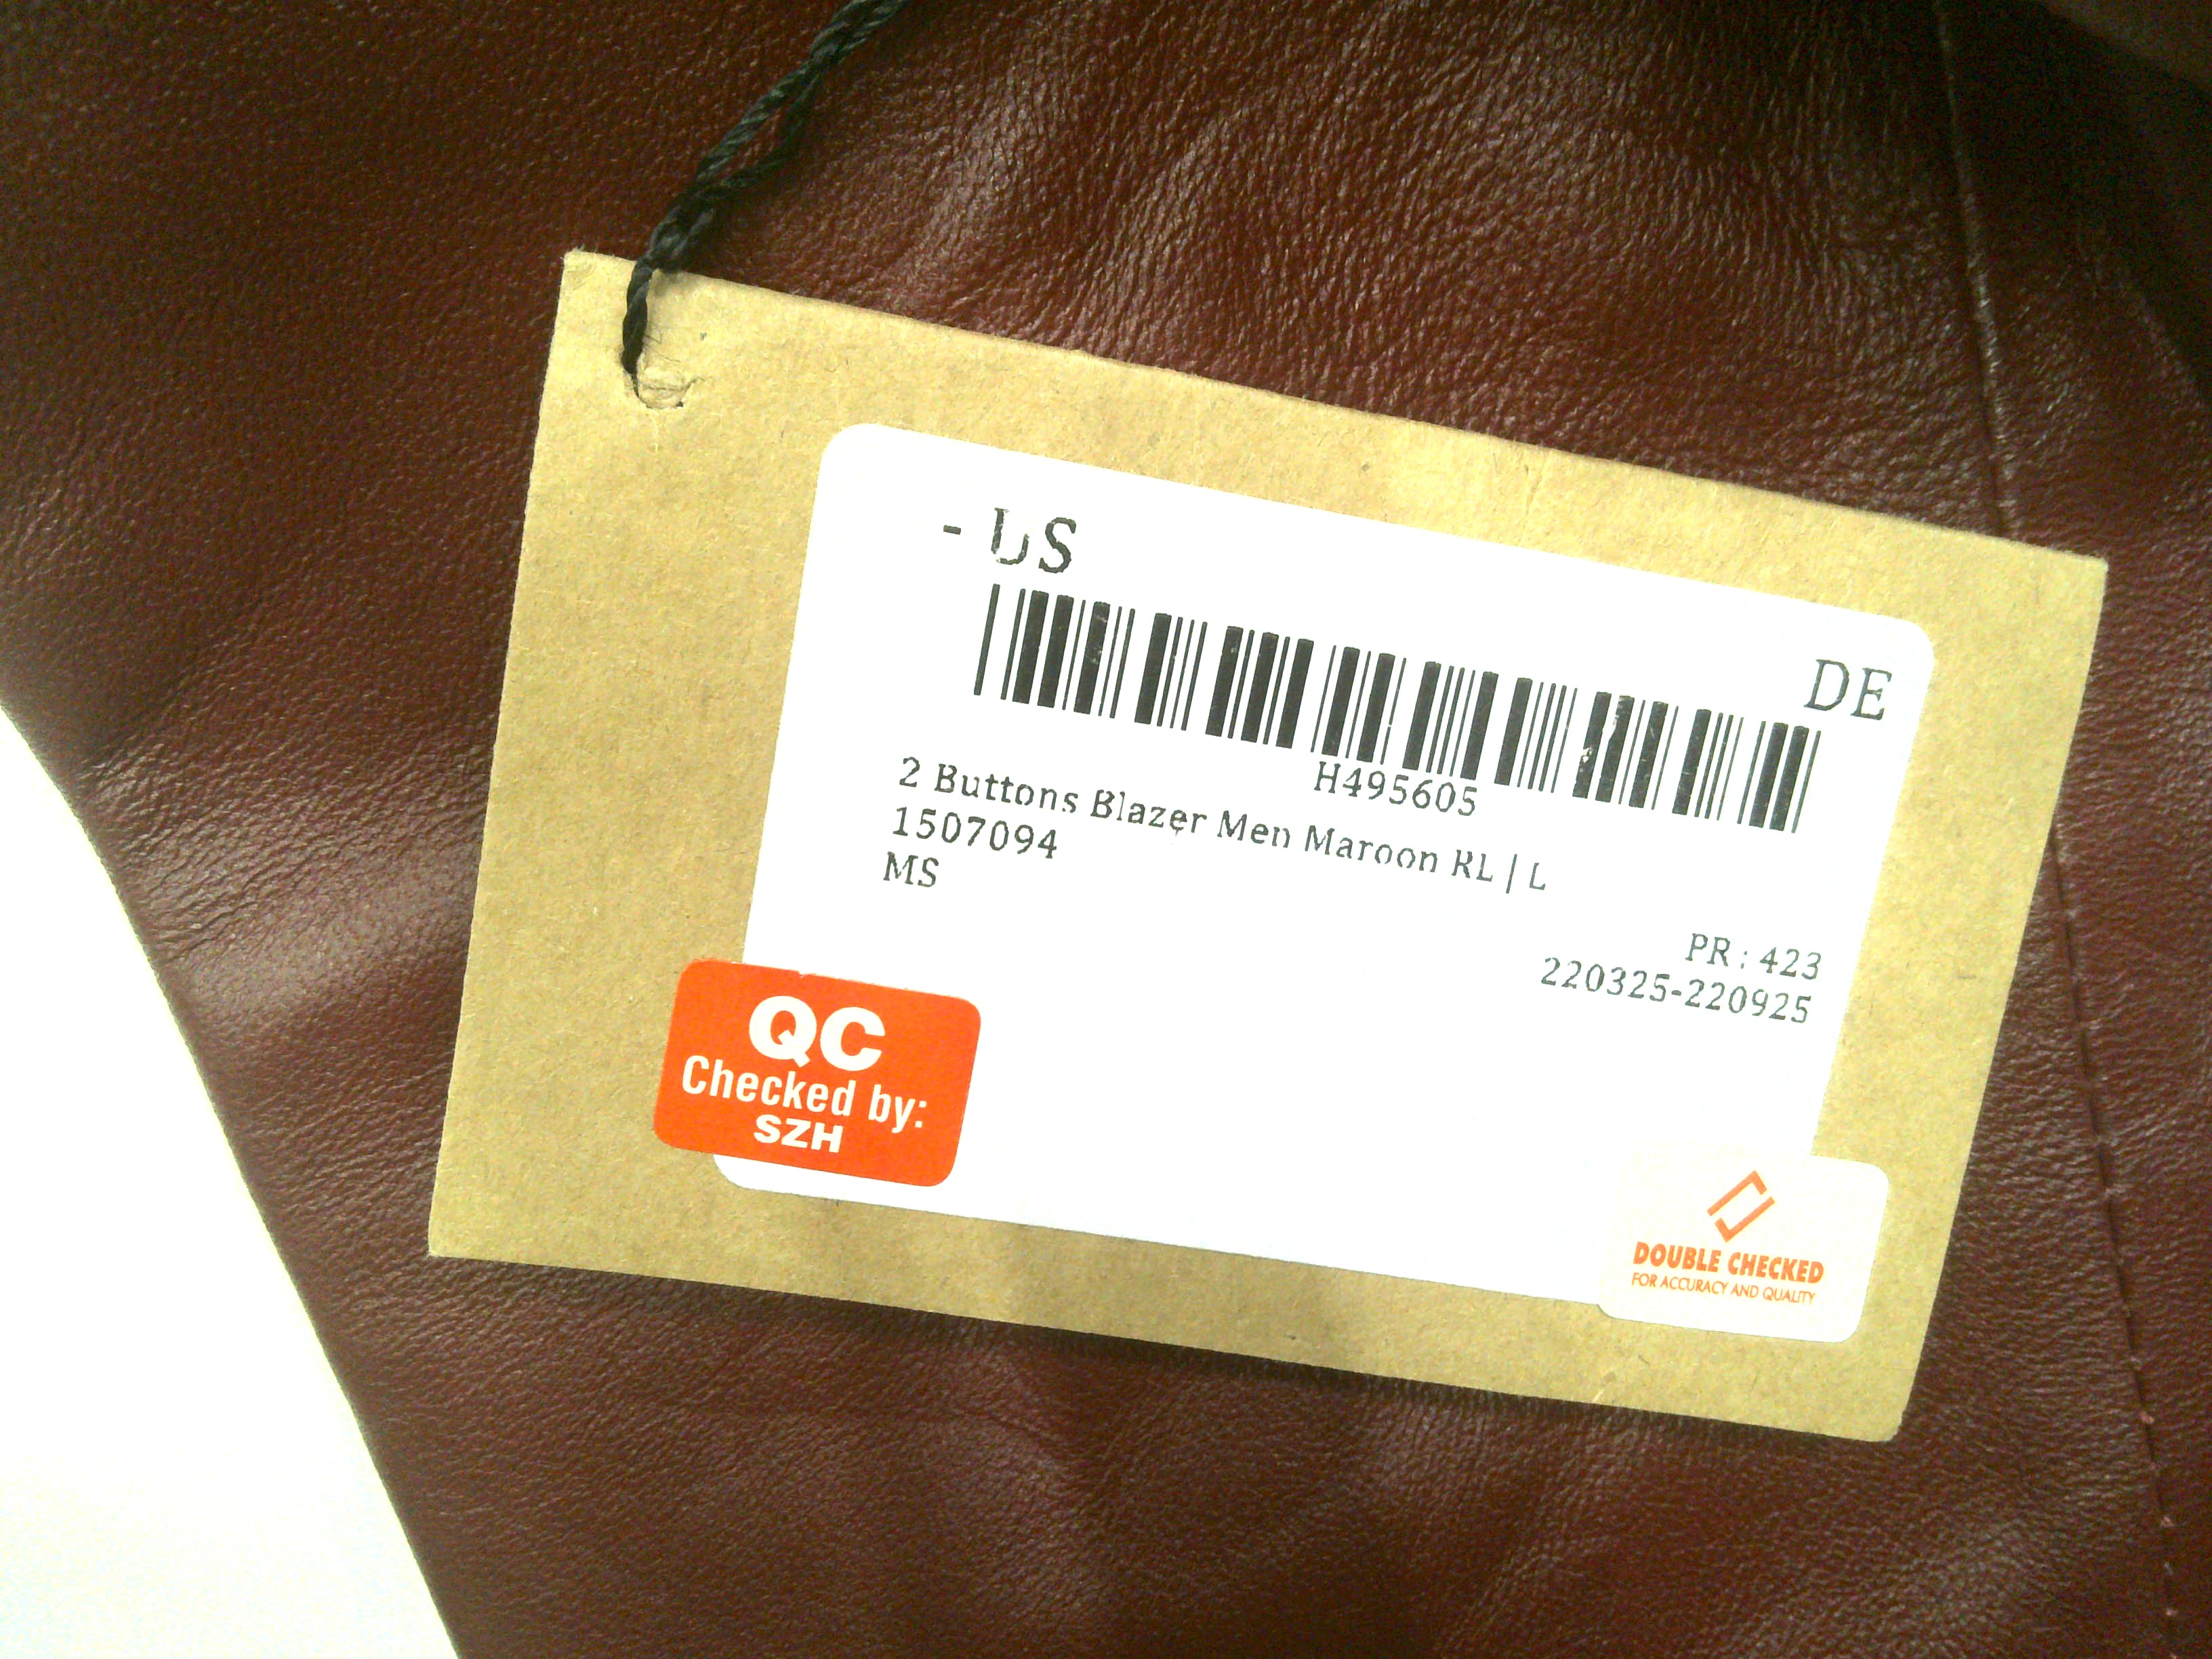 - US
DE
H495605
2 Buttons Blazer Men Maroon RL | L
1507094
MS
PR : 423
220325-220925
QC
Checked by:
SZH
DOUBLE CHECKED
FOR ACCURACY AND QUALITY